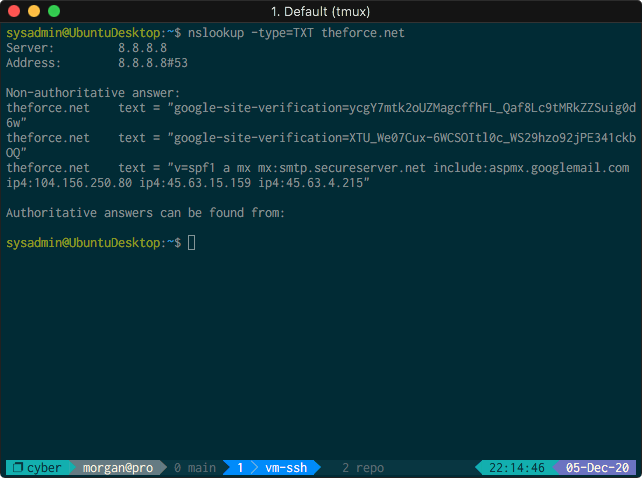 1. Default (tmux)
sysadmin@UbuntuDesktop:~$ nslookup -type=TXT theforce.net
Server: 8.8.8.8
Address: 8.8.8.8#53
Non-authoritative answer:
theforce.net text = "google-site-verification=ycgY7mtk2oUZMagcffhFL_Qaf8Lc9tMRkZZSuig0d
6w"
theforce.net text = "google-site-verification=XTU_We07Cux-6WCSOItl0c_WS29hzo92jPE341ckb
OQ"
theforce.net text = "v=spf1 a mx mx:smtp.secureserver.net include:aspmx.googlemail.com
ip4:104.156.250.80 ip4:45.63.15.159 ip4:45.63.4.215"
Authoritative answers can be found from:
sysadmin@UbuntuDesktop:~$
cyber morgan@pro 0 main 1 vm-ssh 2 repo 22:14:46 05-Dec-20